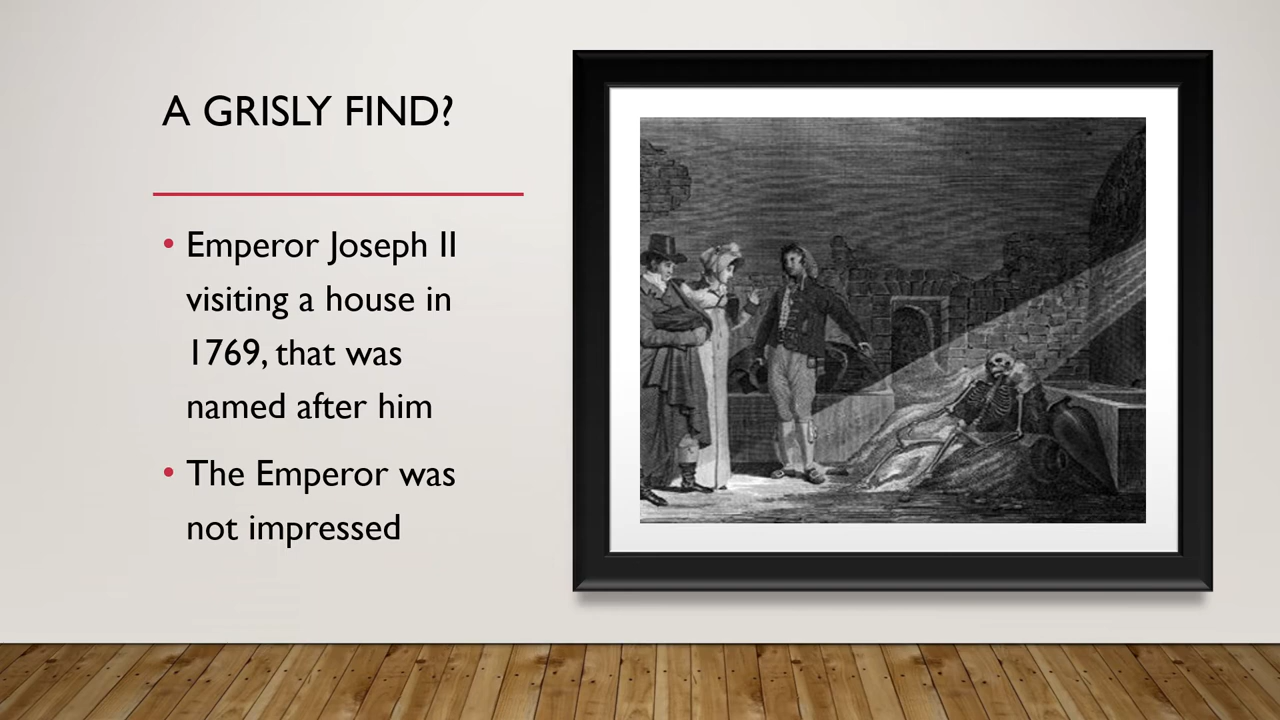 A GRISLY FIND?
• Emperor Joseph II
visiting a house in
1769, that was
named after him
• The Emperor was
not impressed